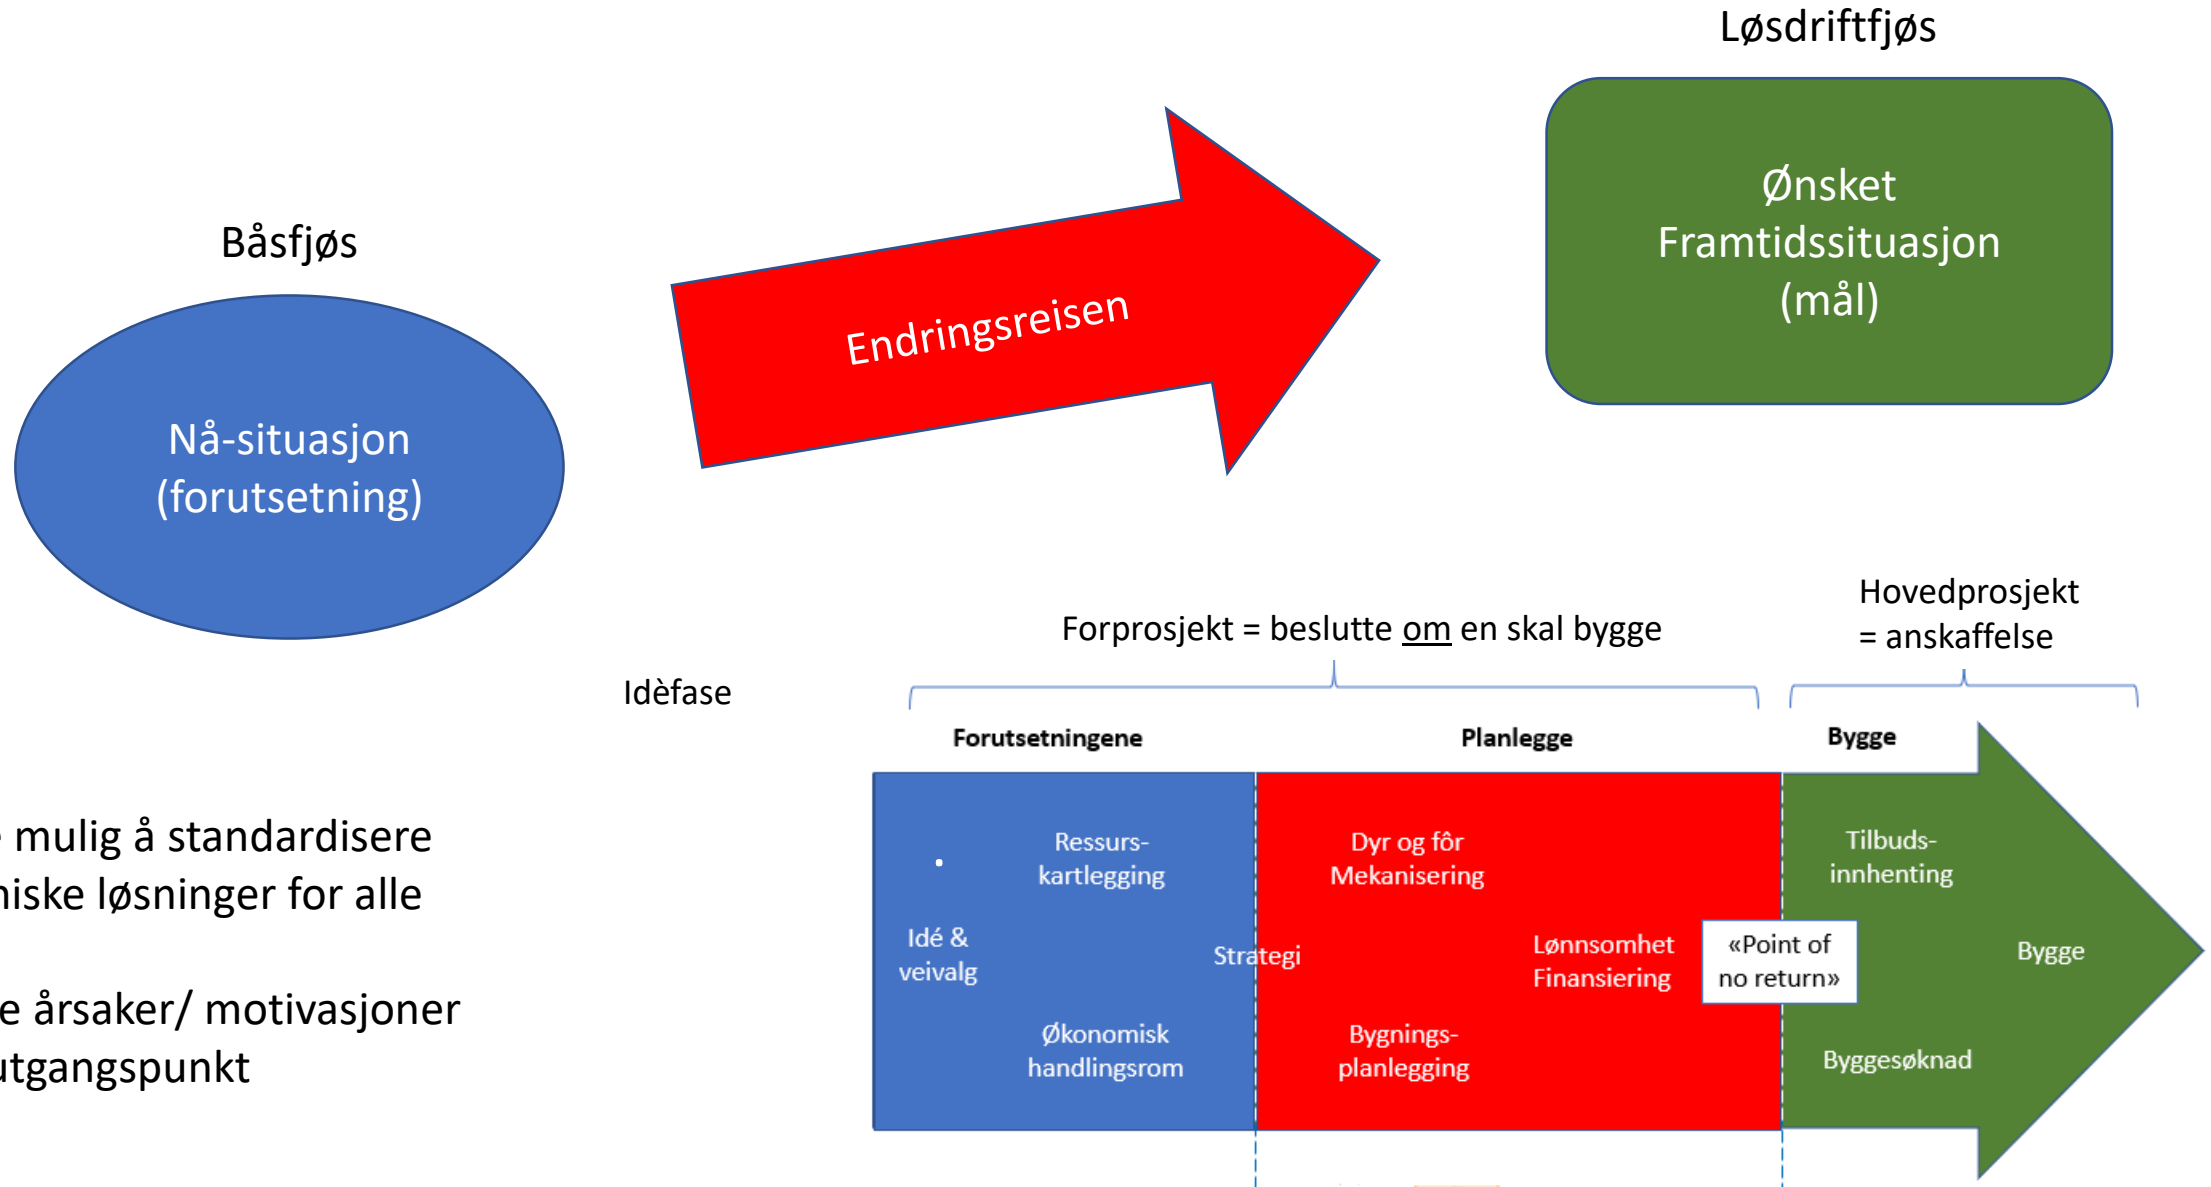 Løsdriftfjøs
Ønsket
Framtidssituasjon
(mål)
Båsfjøs
Endringsreisen
Nå-situasjon
(forutsetning)
Hovedprosjekt
= anskaffelse
Forprosjekt = beslutte om en skal bygge
Idèfase
Forutsetningene
Planlegge
Bygge
mulig å standardisere
løsninger for alle
årsaker/ motivasjoner
utgangspunkt
Ressurs-
kartlegging
Idé &
veivalg
Økonomisk
handlingsrom
Strategi
Dyr og fôr
Mekanisering
Lønnsomhet
Finansiering
Bygnings-
planlegging
«Point of
no return»
Tilbuds-
innhenting
Bygge
Byggesøknad